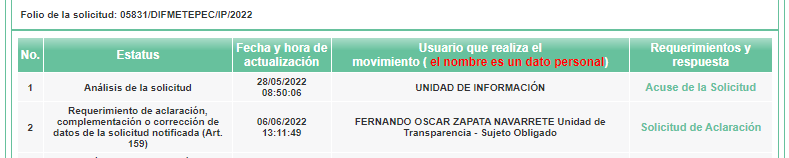 Folio de la solicitud: 05831/DIFMETEPEC/IP/2022
No.
Estatus
Fecha y hora de
actualización
Usuario que realiza el
movimiento ( el nombre es un dato personal)
Requerimientos y
respuesta
1
Análisis de la solicitud
28/05/2022
08:50:06
UNIDAD DE INFORMACIÓN
Acuse de la Solicitud
2
Requerimiento de aclaración,
complementación o corrección de
datos de la solicitud notificada (Art.
159)
06/06/2022
13:11:49
FERNANDO OSCAR ZAPATA NAVARRETE Unidad de
Transparencia - Sujeto Obligado
Solicitud de Aclaración